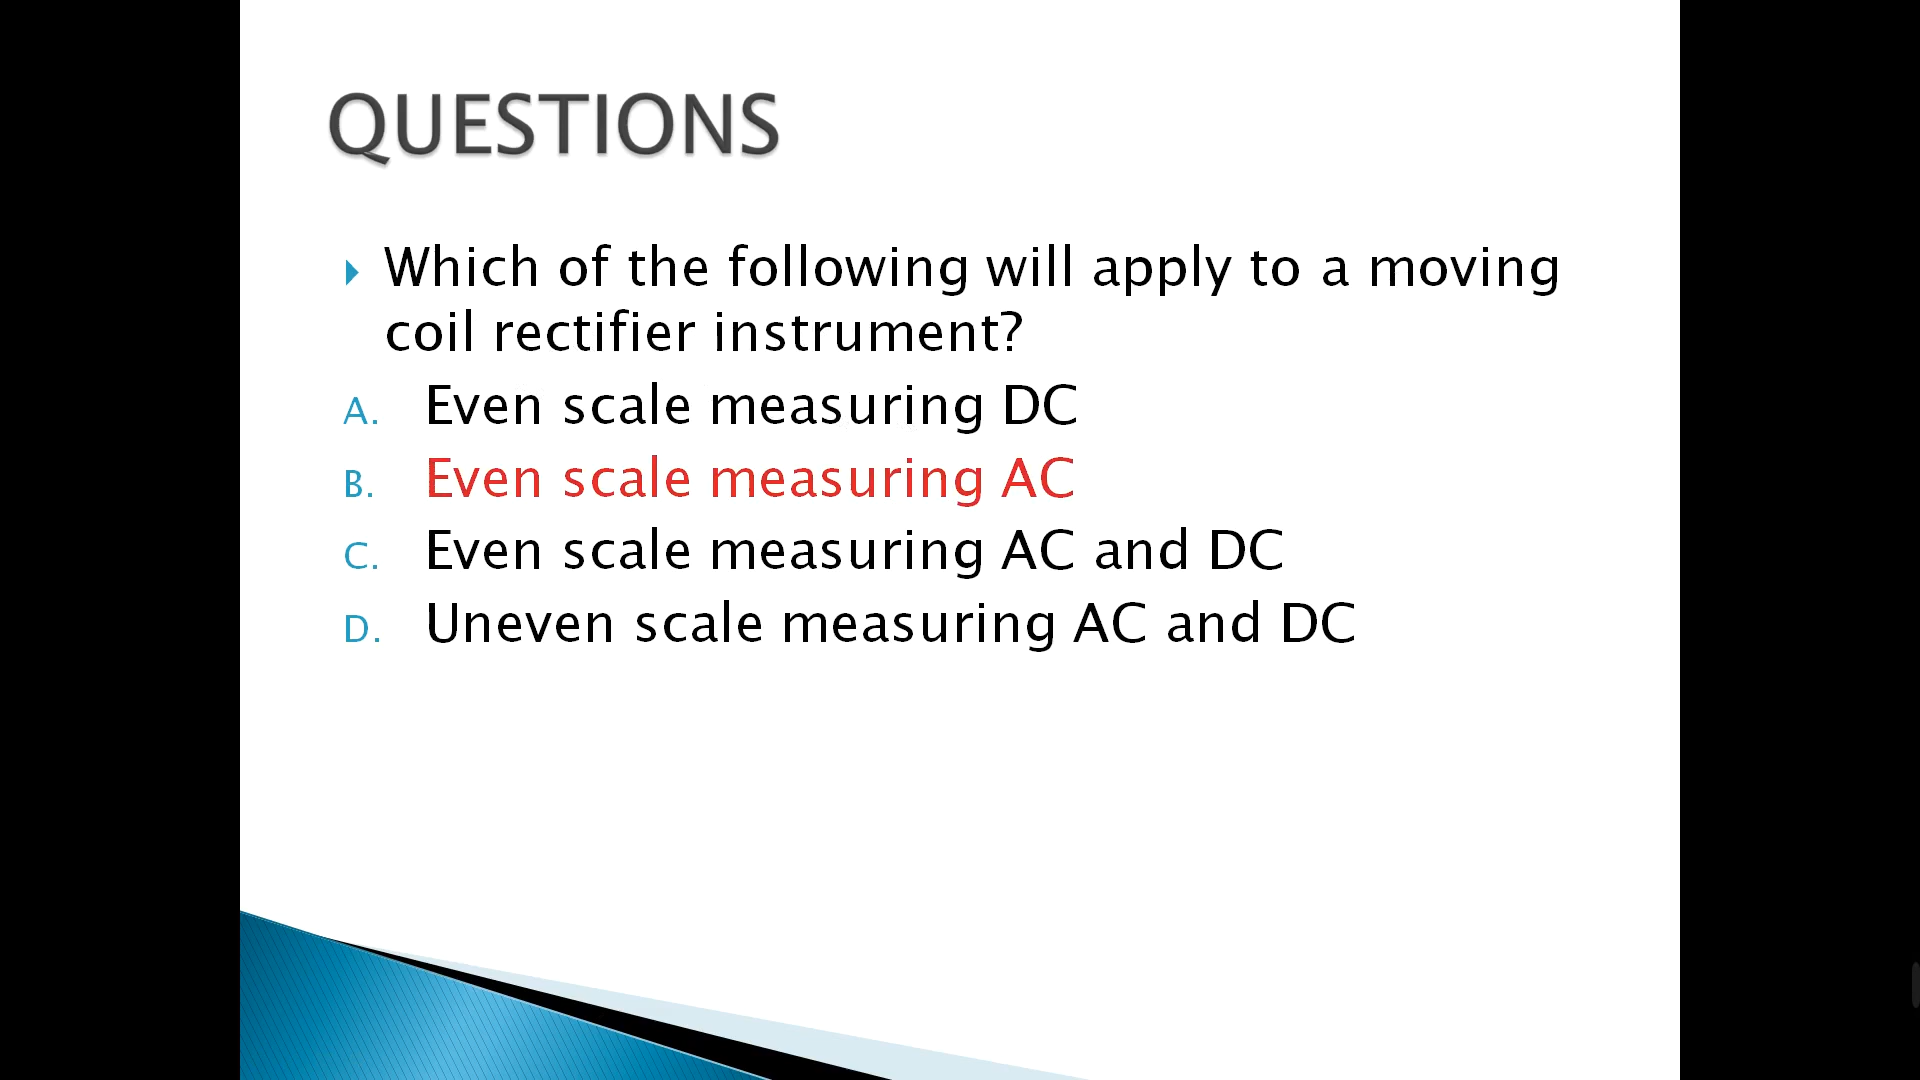 QUESTIONS
Which of the following will apply to a moving
coil rectifier instrument?
A. Even scale measuring DC
B. Even scale measuring AC
C. Even scale measuring AC and DC
D. Uneven scale measuring AC and DC